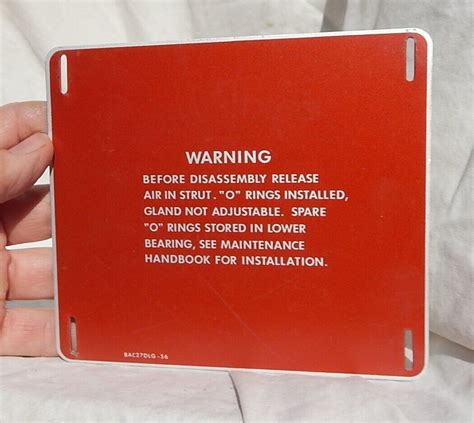 WARNING
BEFORE DISASSEMBLY RELEASE
AIR IN STRUT. "O" RINGS INSTALLED,
GLAND NOT ADJUSTABLE. SPARE
"O" RINGS STORED IN LOWER
BEARING, SEE MAINTENANCE
HANDBOOK FOR INSTALLATION.
BAC27DLG-56